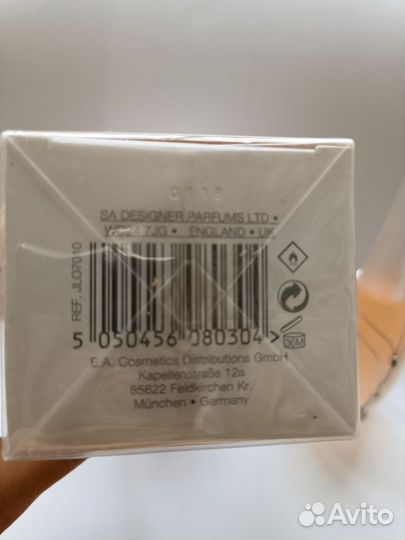 SA DESIGNER PARFUMS LTD •
• ENGLAND • UK
REF. JLO7010
5 050456 080304 >
36M
E.A. Cosmetics Distributions GmbH
Kapellenstraße 12a
85622 Feldkirchen Kr.
München • Germany
Avito